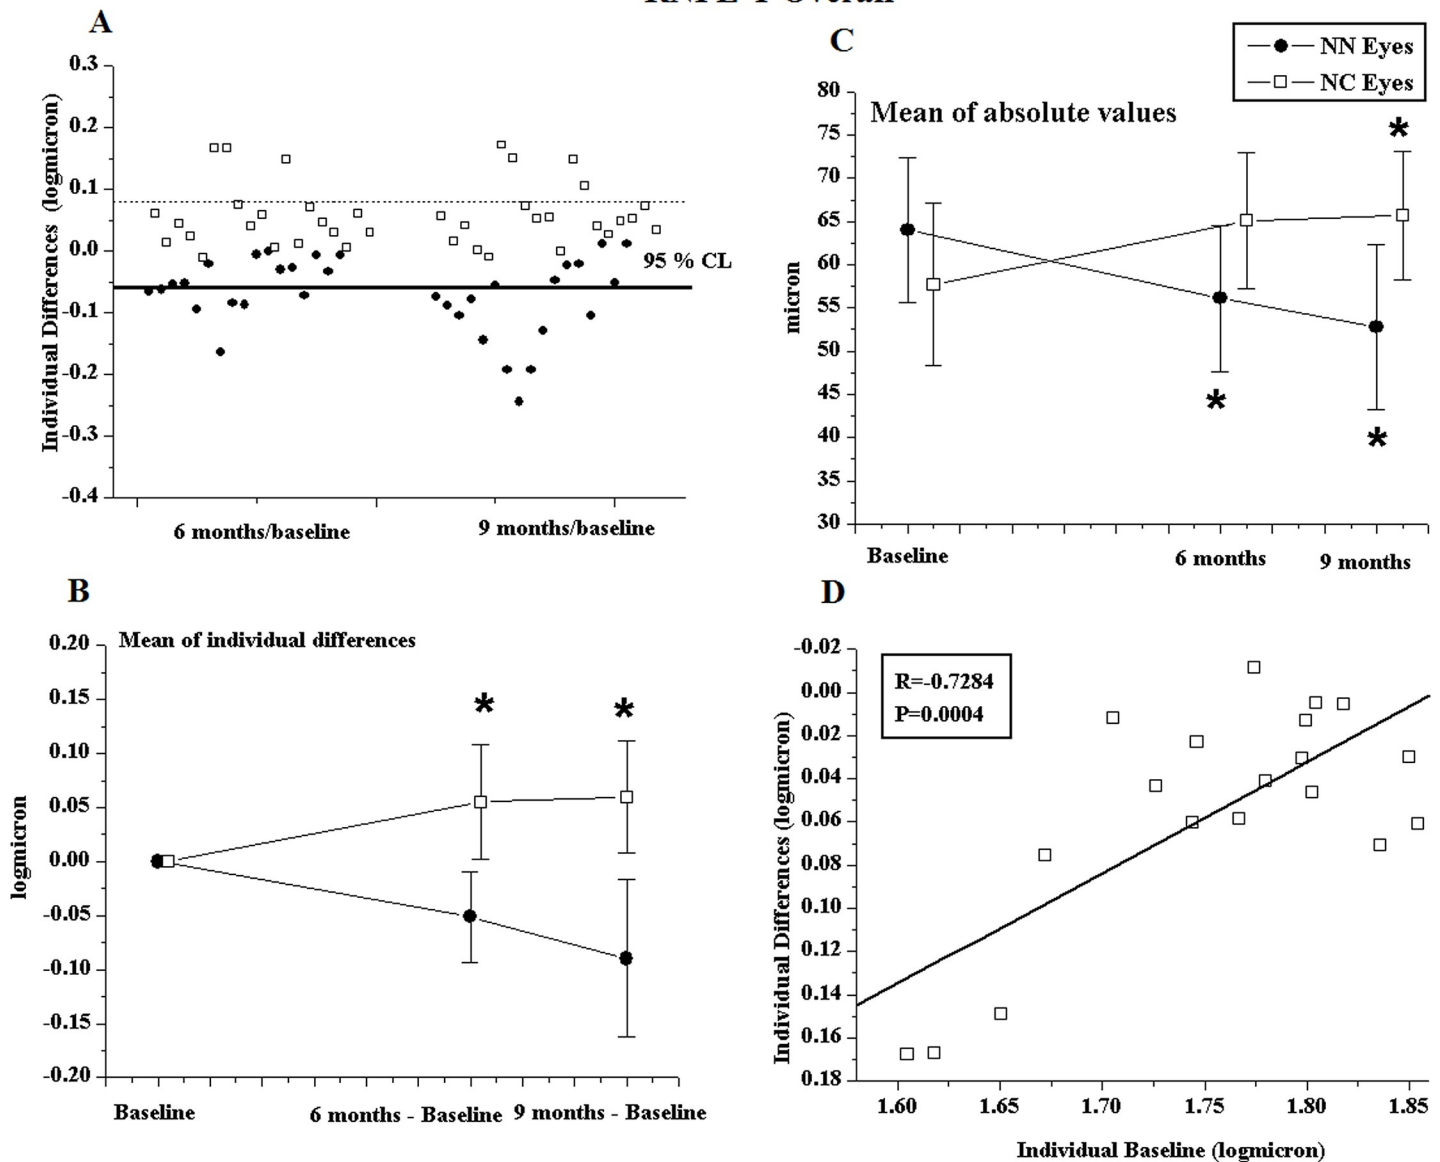 A
0.3
0.2
0.1
0.0
-0.1
-0.2
-0.3
-0.4
Individual Differences (logmicron)
95 % CL
6 months/baseline
9 months/baseline
C
NN Eyes
NC Eyes
Mean of absolute values
80
75
70
65
60
55
50
45
40
35
30
micron
*
*
*
Baseline
6 months
9 months
B
Mean of individual differences
0.20
0.15
0.10
0.05
0.00
-0.05
-0.10
-0.15
-0.20
logmicron
*
*
Baseline
6 months - Baseline
9 months - Baseline
D
R=-0.7284
P=0.0004
-0.02
0.00
0.02
0.04
0.06
0.08
0.10
0.12
0.14
0.16
0.18
Individual Differences (logmicron)
1.60
1.65
1.70
1.75
1.80
1.85
Individual Baseline (logmicron)